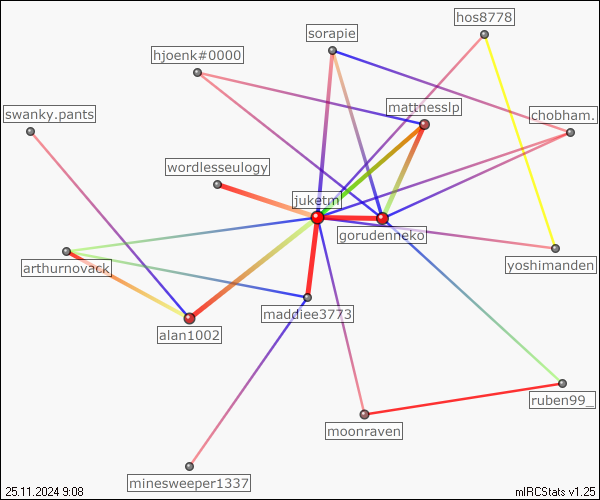 hos8778
sorapie
hjoenk#0000
mattnesslp
swanky.pants
chobham.
wordlesseulogy
juketm
gorudenneko
arthurnovack
yoshimanden
maddiee3773
alan1002
ruben99_
moonraven
minesweeper1337
25.11.2024 9:08
mIRCStats v1.25